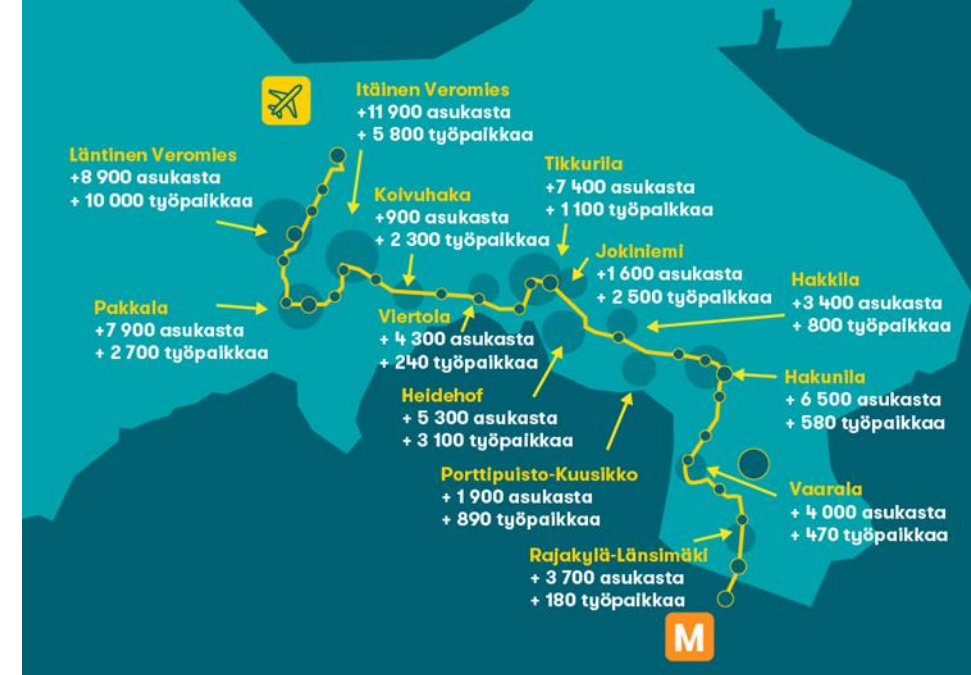 Itäinen Veromies
+11 900 asukasta
+ 5 800 työpaikkaa
Läntinen Veromies
+8 900 asukasta
+ 10 000 työpaikkaa
Koivuhaka
+900 asukasta
+ 2 300 työpaikkaa
Tikkurila
+7 400 asukasta
+ 1 100 työpaikkaa
Jokiniemi
+1 600 asukasta
+ 2 500 työpaikkaa
Hakkila
+3 400 asukasta
+ 800 työpaikkaa
Pakkala
+7 900 asukasta
+ 2 700 työpaikkaa
Viertola
+ 4 300 asukasta
+ 240 työpaikkaa
Heidehof
+ 5 300 asukasta
+ 3 100 työpaikkaa
Hakunila
+ 6 500 asukasta
+ 580 työpaikkaa
Porttipuisto-Kuusikko
+ 1 900 asukasta
+ 890 työpaikkaa
Vaarala
+ 4 000 asukasta
+ 470 työpaikkaa
Rajakylä-Länsimäki
+ 3 700 asukasta
+ 180 työpaikkaa
M